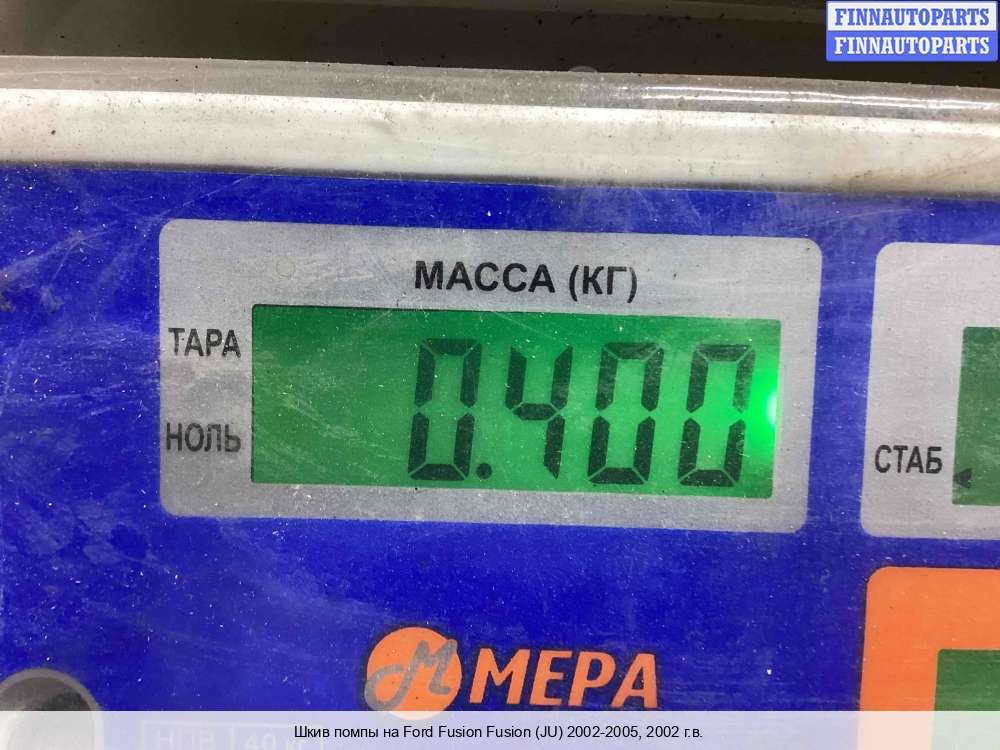 FINNAUTOPARTS
FINNAUTOPARTS
МАССА (КГ)
ТАРА
0.400
НОЛЬ
СТАБ
М МЕРА
Шкив помпы на Ford Fusion Fusion (JU) 2002-2005, 2002 г.в.